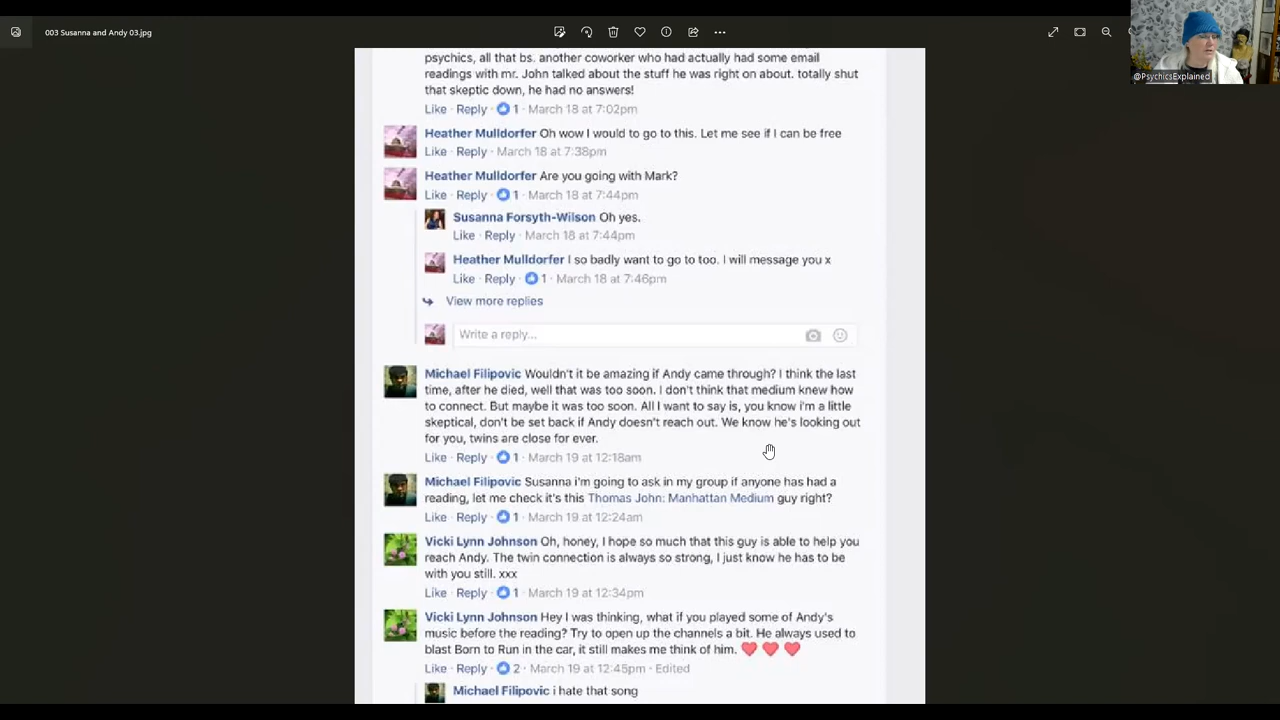 003 Susanna and Andy 03.jpg
@PsychicsExplained
psychics, all that bs. another coworker who had actually had some email
readings with mr. John talked about the stuff he was right on about. totally shut
that skeptic down, he had no answers!
Like · Reply · 1 · March 18 at 7:02pm
Heather Mulldorfer Oh wow I would to go to this. Let me see if I can be free
Like · Reply · March 18 at 7:38pm
Heather Mulldorfer Are you going with Mark?
Like · Reply · 1 · March 18 at 7:44pm
Susanna Forsyth-Wilson Oh yes.
Like · Reply · March 18 at 7:44pm
Heather Mulldorfer I so badly want to go to too. I will message you x
Like · Reply · 1 · March 18 at 7:46pm
View more replies
Write a reply...
Michael Filipovic Wouldn't it be amazing if Andy came through? I think the last
time, after he died, well that was too soon. I don't think that medium knew how
to connect. But maybe it was too soon. All I want to say is, you know i'm a little
skeptical, don't be set back if Andy doesn't reach out. We know he's looking out
for you, twins are close for ever.
Like · Reply · 1 · March 19 at 12:18am
Michael Filipovic Susanna i'm going to ask in my group if anyone has had a
reading, let me check it's this Thomas John: Manhattan Medium guy right?
Like · Reply · 1 · March 19 at 12:24am
Vicki Lynn Johnson Oh, honey, I hope so much that this guy is able to help you
reach Andy. The twin connection is always so strong, I just know he has to be
with you still. xxx
Like · Reply · 1 · March 19 at 12:34pm
Vicki Lynn Johnson Hey I was thinking, what if you played some of Andy's
music before the reading? Try to open up the channels a bit. He always used to
blast Born to Run in the car, it still makes me think of him. ❤ ❤ ❤
Like · Reply · 2 · March 19 at 12:45pm · Edited
Michael Filipovic i hate that song